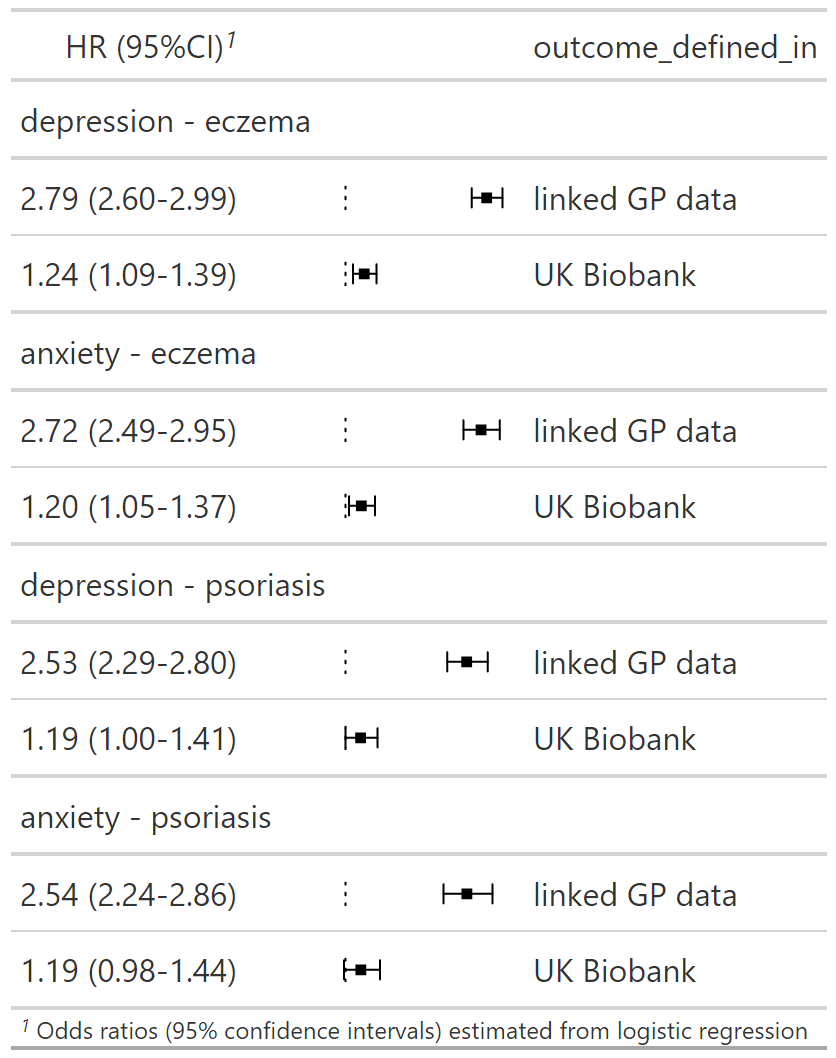 HR (95%CI)1 outcome_defined_in
depression - eczema
2.79 (2.60-2.99) linked GP data
1.24 (1.09-1.39) UK Biobank
anxiety - eczema
2.72 (2.49-2.95) linked GP data
1.20 (1.05-1.37) UK Biobank
depression - psoriasis
2.53 (2.29-2.80) linked GP data
1.19 (1.00-1.41) UK Biobank
anxiety - psoriasis
2.54 (2.24-2.86) linked GP data
1.19 (0.98-1.44) UK Biobank
1 Odds ratios (95% confidence intervals) estimated from logistic regression